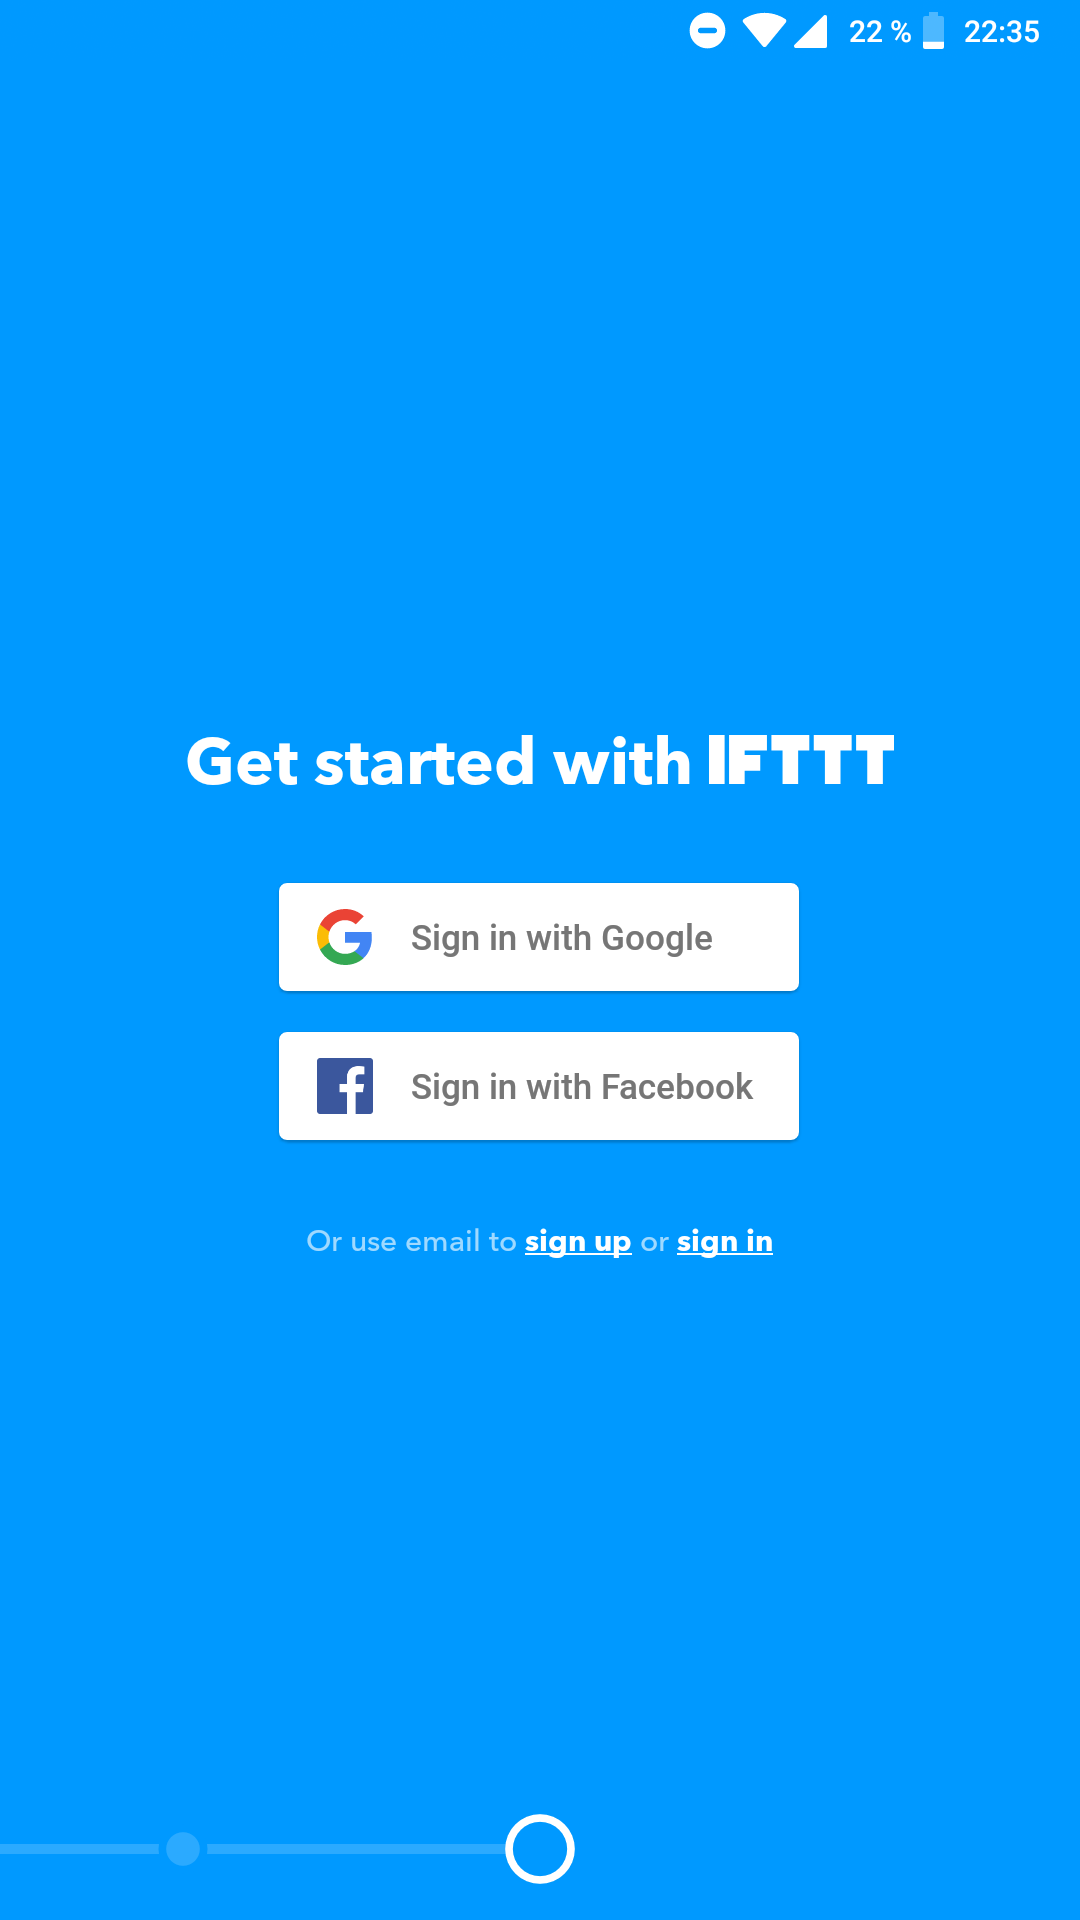 22 % 22:35
Get started with IFTTT
Sign in with Google
Sign in with Facebook
Or use email to sign up or sign in